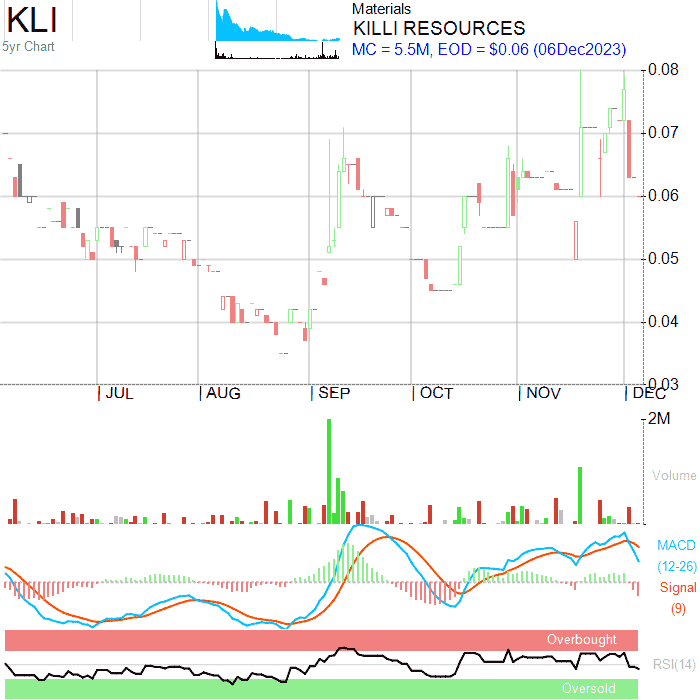 KLI
5yr Chart
Materials
KILLI RESOURCES
MC = 5.5M, EOD = $0.06 (06Dec2023)
0.08
0.07
0.06
0.05
0.04
0.03
JUL
AUG
SEP
OCT
NOV
DEC
2M
Volume
MACD
(12-26)
Signal
(9)
Overbought
RSI(14)
Oversold